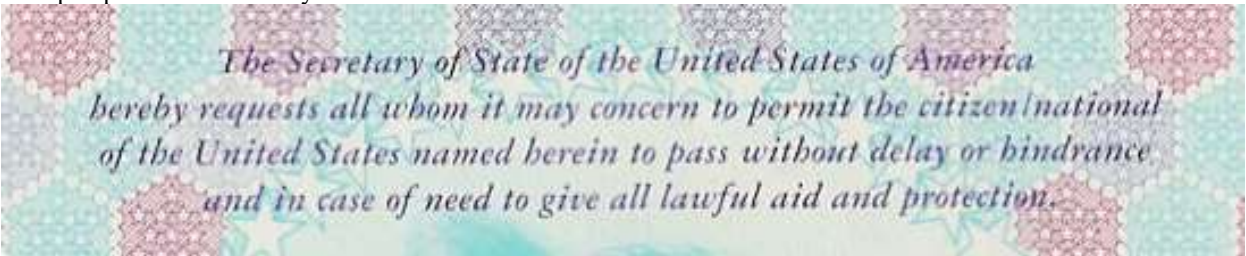 The Secretary of State of the United States of America
hereby requests all whom it may concern to permit the citizen/national
of the United States named herein to pass without delay or hindrance
and in case of need to give all lawful aid and protection.